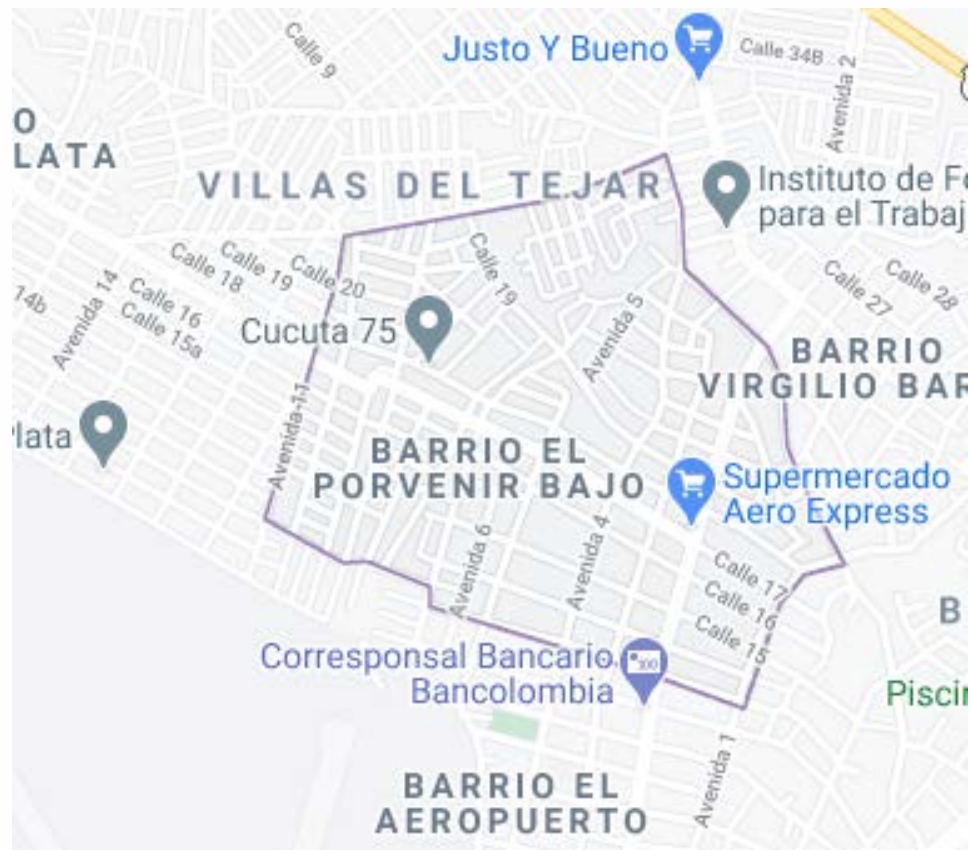 Calle 9
Justo Y Bueno
Calle 34B
Avenida 2
O
LATA
VILLAS DEL TEJAR
Instituto de Fo
para el Trabaj
Calle 18
Calle 19
Calle 20
Calle 19
Calle 27
Calle 28
14b
Avenida 14
Calle 16
Calle 15a
Cucuta 75
Avenida 5
BARRIO
VIRGILIO BAR
Plata
Avenida 11
BARRIO EL
PORVENIR BAJO
Supermercado
Aero Express
Avenida 6
Avenida 4
Calle 17
Calle 16
Calle 15
B
Corresponsal Bancario
Bancolombia
100
Piscin
Avenida 1
BARRIO EL
AEROPUERTO